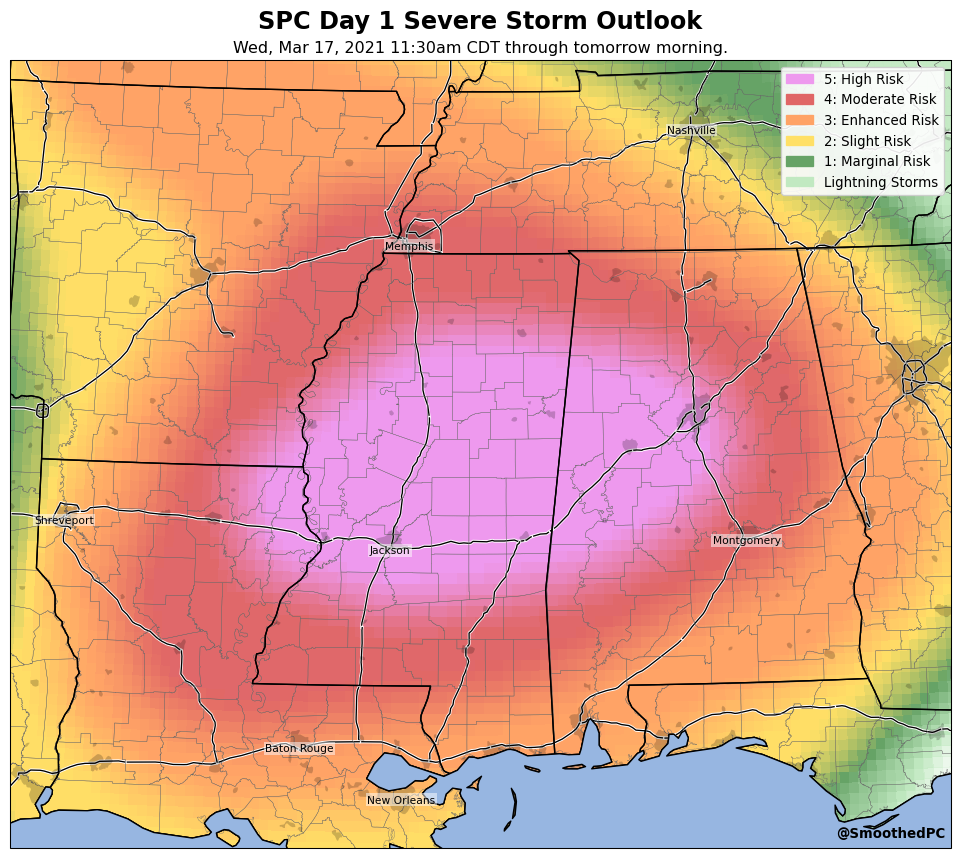 SPC Day 1 Severe Storm Outlook
Wed, Mar 17, 2021 11:30am CDT through tomorrow morning.
5: High Risk
4: Moderate Risk
3: Enhanced Risk
2: Slight Risk
1: Marginal Risk
Lightning Storms
Nashville
Memphis
Shreveport
Jackson
Montgomery
Baton Rouge
New Orleans
@SmoothedPC